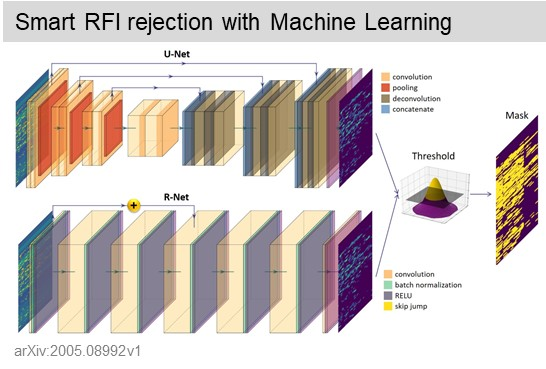 Smart RFI rejection with Machine Learning
U-Net
convolution
pooling
deconvolution
concatenate
Mask
Threshold
R-Net
+
convolution
batch normalization
RELU
skip jump
arXiv:2005.08992v1